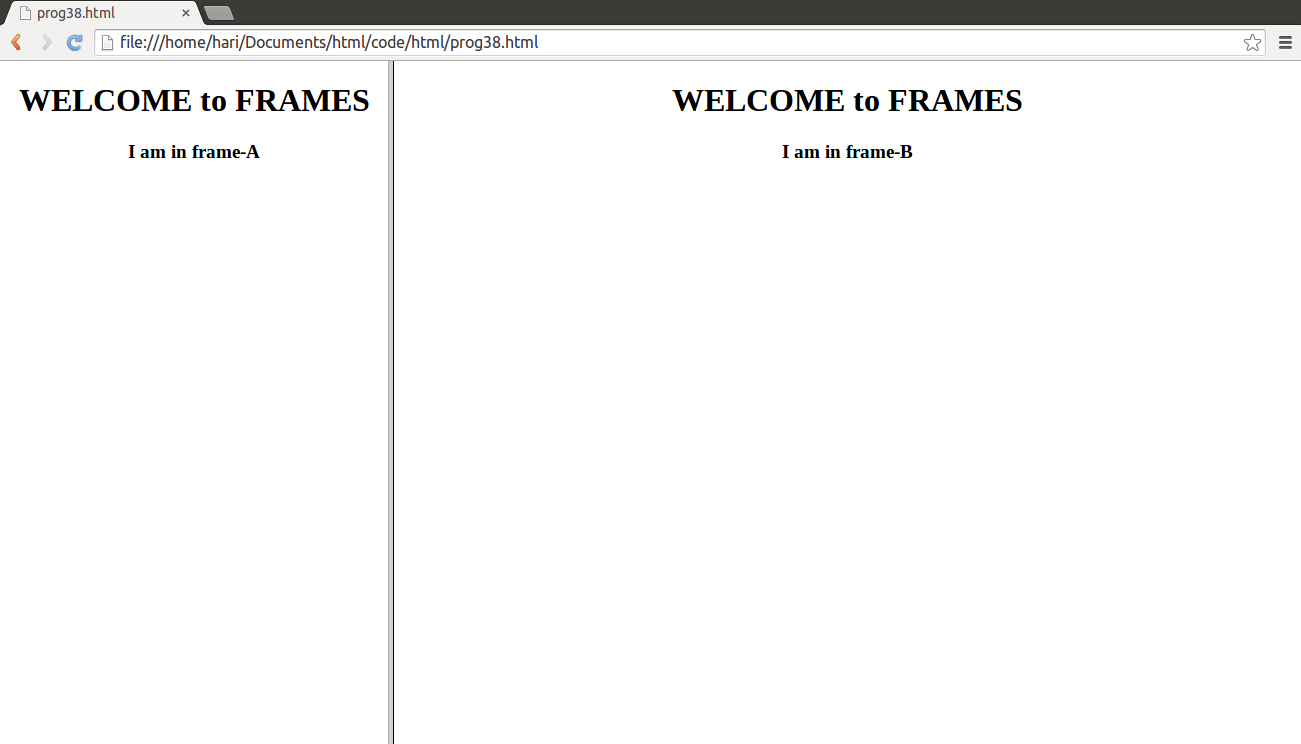 prog38.html
file:///home/hari/Documents/html/code/html/prog38.html
WELCOME to FRAMES
I am in frame-A
WELCOME to FRAMES
I am in frame-B